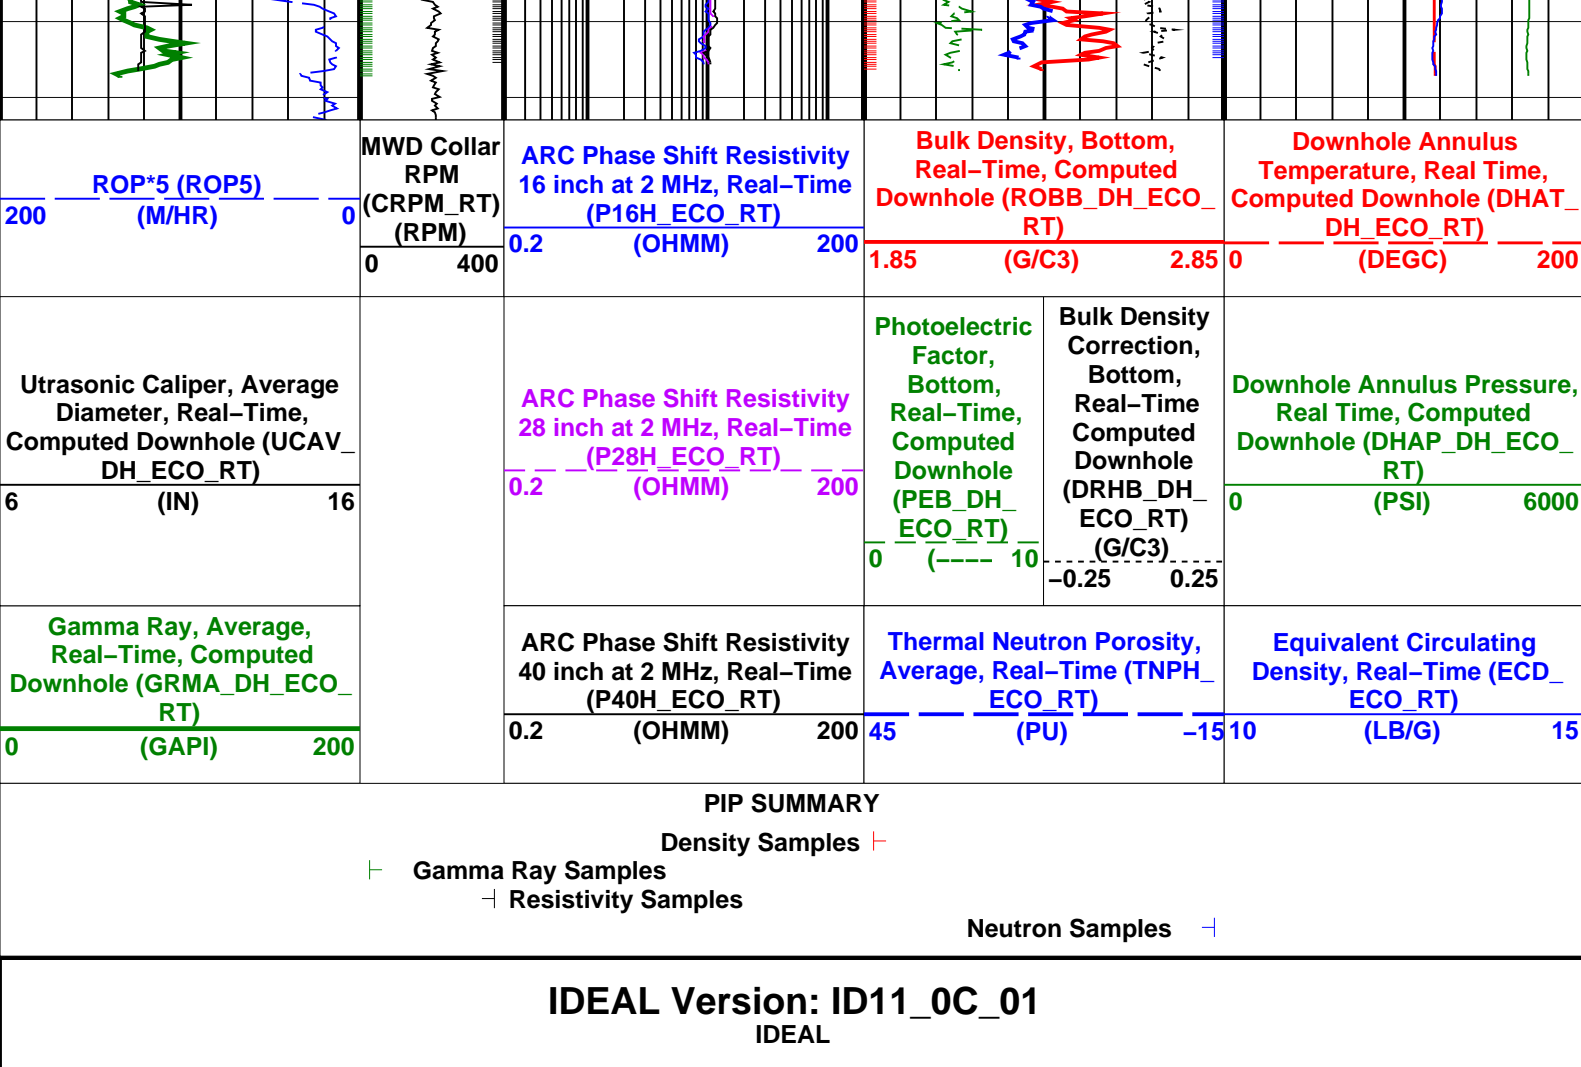 ROP*5 (ROP5)
200 (M/HR) 0
MWD Collar
RPM
(CRPM_RT)
(RPM)
0 400
ARC Phase Shift Resistivity
16 inch at 2 MHz, Real−Time
(P16H_ECO_RT)
0.2 (OHMM) 200
Bulk Density, Bottom,
Real−Time, Computed
Downhole (ROBB_DH_ECO_
RT)
1.85 (G/C3) 2.85
Downhole Annulus
Temperature, Real Time,
Computed Downhole (DHAT_
DH_ECO_RT)
0 (DEGC) 200
Utrasonic Caliper, Average
Diameter, Real−Time,
Computed Downhole (UCAV_
DH_ECO_RT)
6 (IN) 16
ARC Phase Shift Resistivity
28 inch at 2 MHz, Real−Time
(P28H_ECO_RT)
0.2 (OHMM) 200
Photoelectric
Factor,
Bottom,
Real−Time,
Computed
Downhole
(PEB_DH_
ECO_RT)
0 (−−−− 10
Bulk Density
Correction,
Bottom,
Real−Time
Computed
Downhole
(DRHB_DH_
ECO_RT)
(G/C3)
−0.25 0.25
Downhole Annulus Pressure,
Real Time, Computed
Downhole (DHAP_DH_ECO_
RT)
0 (PSI) 6000
Gamma Ray, Average,
Real−Time, Computed
Downhole (GRMA_DH_ECO_
RT)
0 (GAPI) 200
ARC Phase Shift Resistivity
40 inch at 2 MHz, Real−Time
(P40H_ECO_RT)
0.2 (OHMM) 200
Thermal Neutron Porosity,
Average, Real−Time (TNPH_
ECO_RT)
45 (PU) −15
Equivalent Circulating
Density, Real−Time (ECD_
ECO_RT)
10 (LB/G) 15
PIP SUMMARY
Density Samples
Gamma Ray Samples
Resistivity Samples
Neutron Samples
IDEAL Version: ID11_0C_01
IDEAL